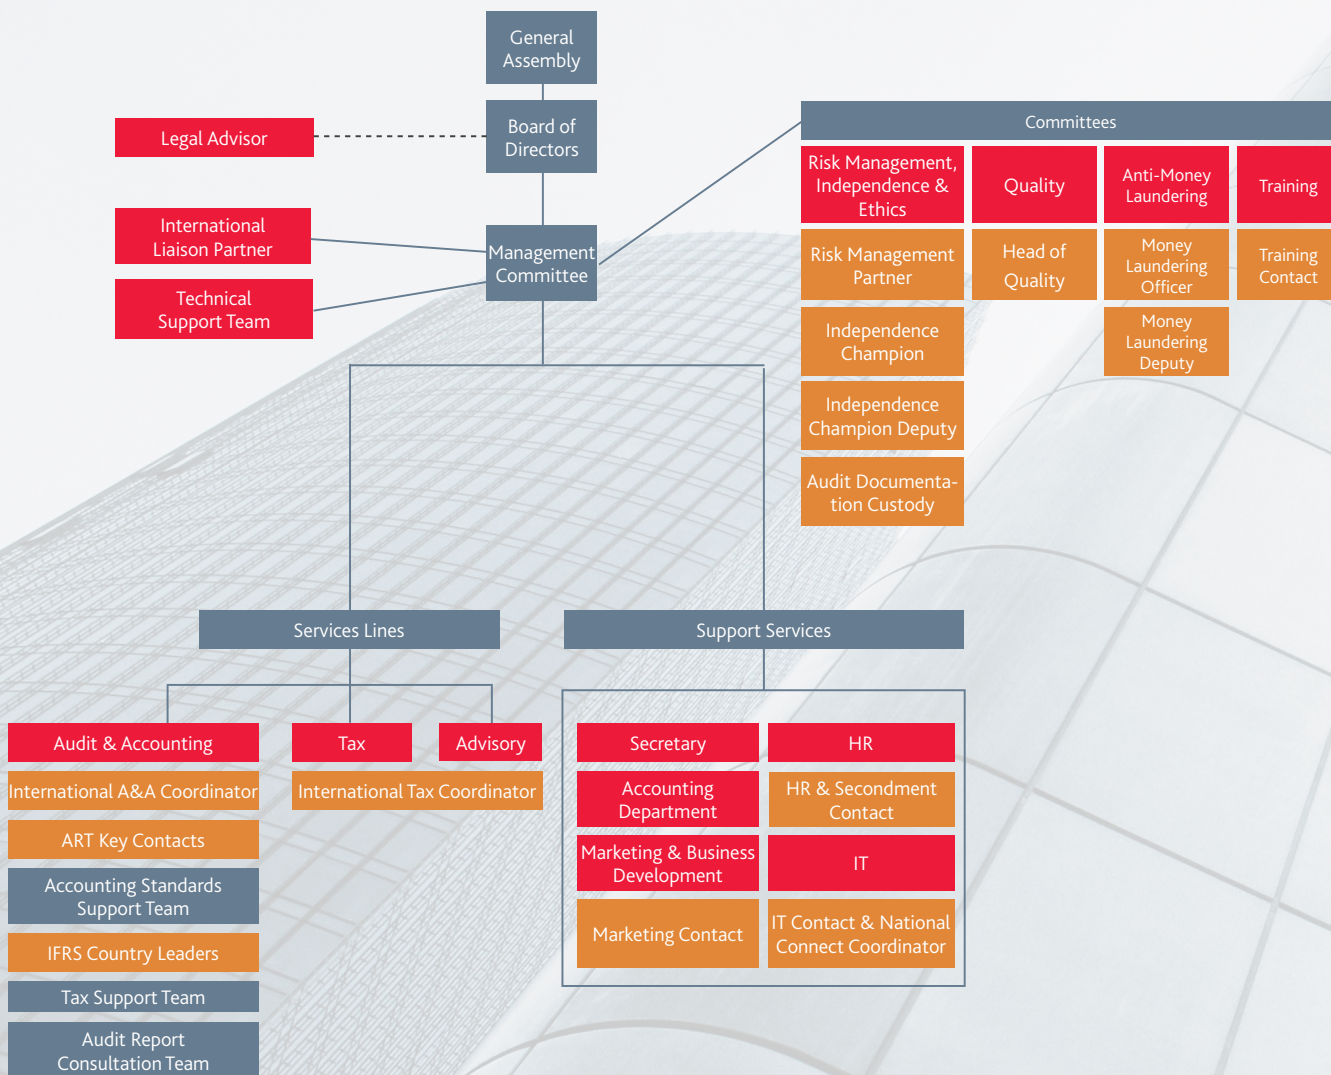 General
Assembly
Board of
Directors
Legal Advisor
International
Liaison Partner
Technical
Support Team
Management
Committee
Committees
Risk Management,
Independence &
Ethics
Quality
Anti-Money
Laundering
Training
Risk Management
Partner
Head of
Quality
Money
Laundering
Officer
Training
Contact
Independence
Champion
Money
Laundering
Deputy
Independence
Champion Deputy
Audit Documenta-
tion Custody
Services Lines
Support Services
Audit & Accounting
Tax
Advisory
International A&A Coordinator
International Tax Coordinator
ART Key Contacts
Accounting Standards
Support Team
IFRS Country Leaders
Tax Support Team
Audit Report
Consultation Team
Secretary
HR
Accounting
Department
HR & Secondment
Contact
Marketing & Business
Development
IT
Marketing Contact
IT Contact & National
Connect Coordinator